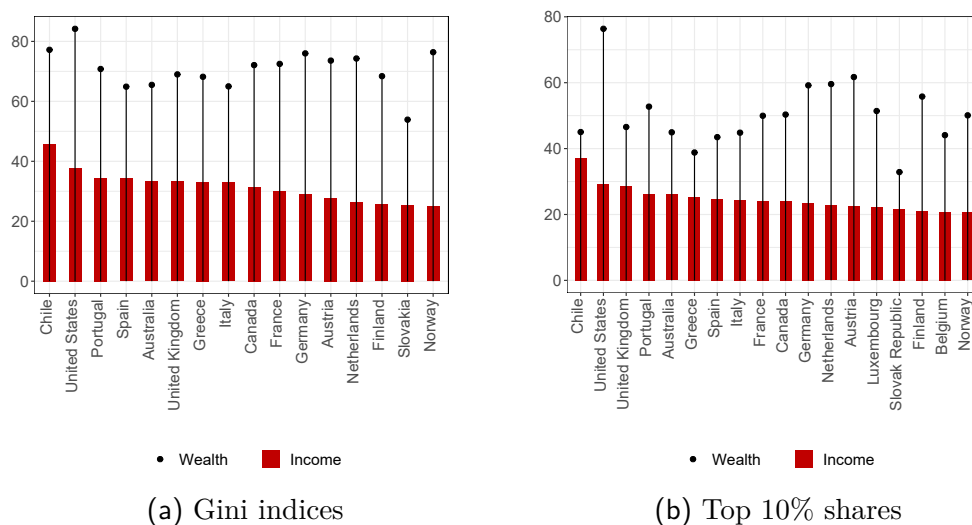 80
60
40
20
0
Chile
United States
Portugal
Spain
Australia
United Kingdom
Greece
Italy
Canada
France
Germany
Austria
Netherlands
Finland
Slovakia
Norway
Wealth Income
(a) Gini indices
80
60
40
20
0
Chile
United States
United Kingdom
Portugal
Australia
Greece
Spain
Italy
France
Canada
Germany
Netherlands
Austria
Luxembourg
Slovak Republic
Finland
Belgium
Norway
Wealth Income
(b) Top 10% shares